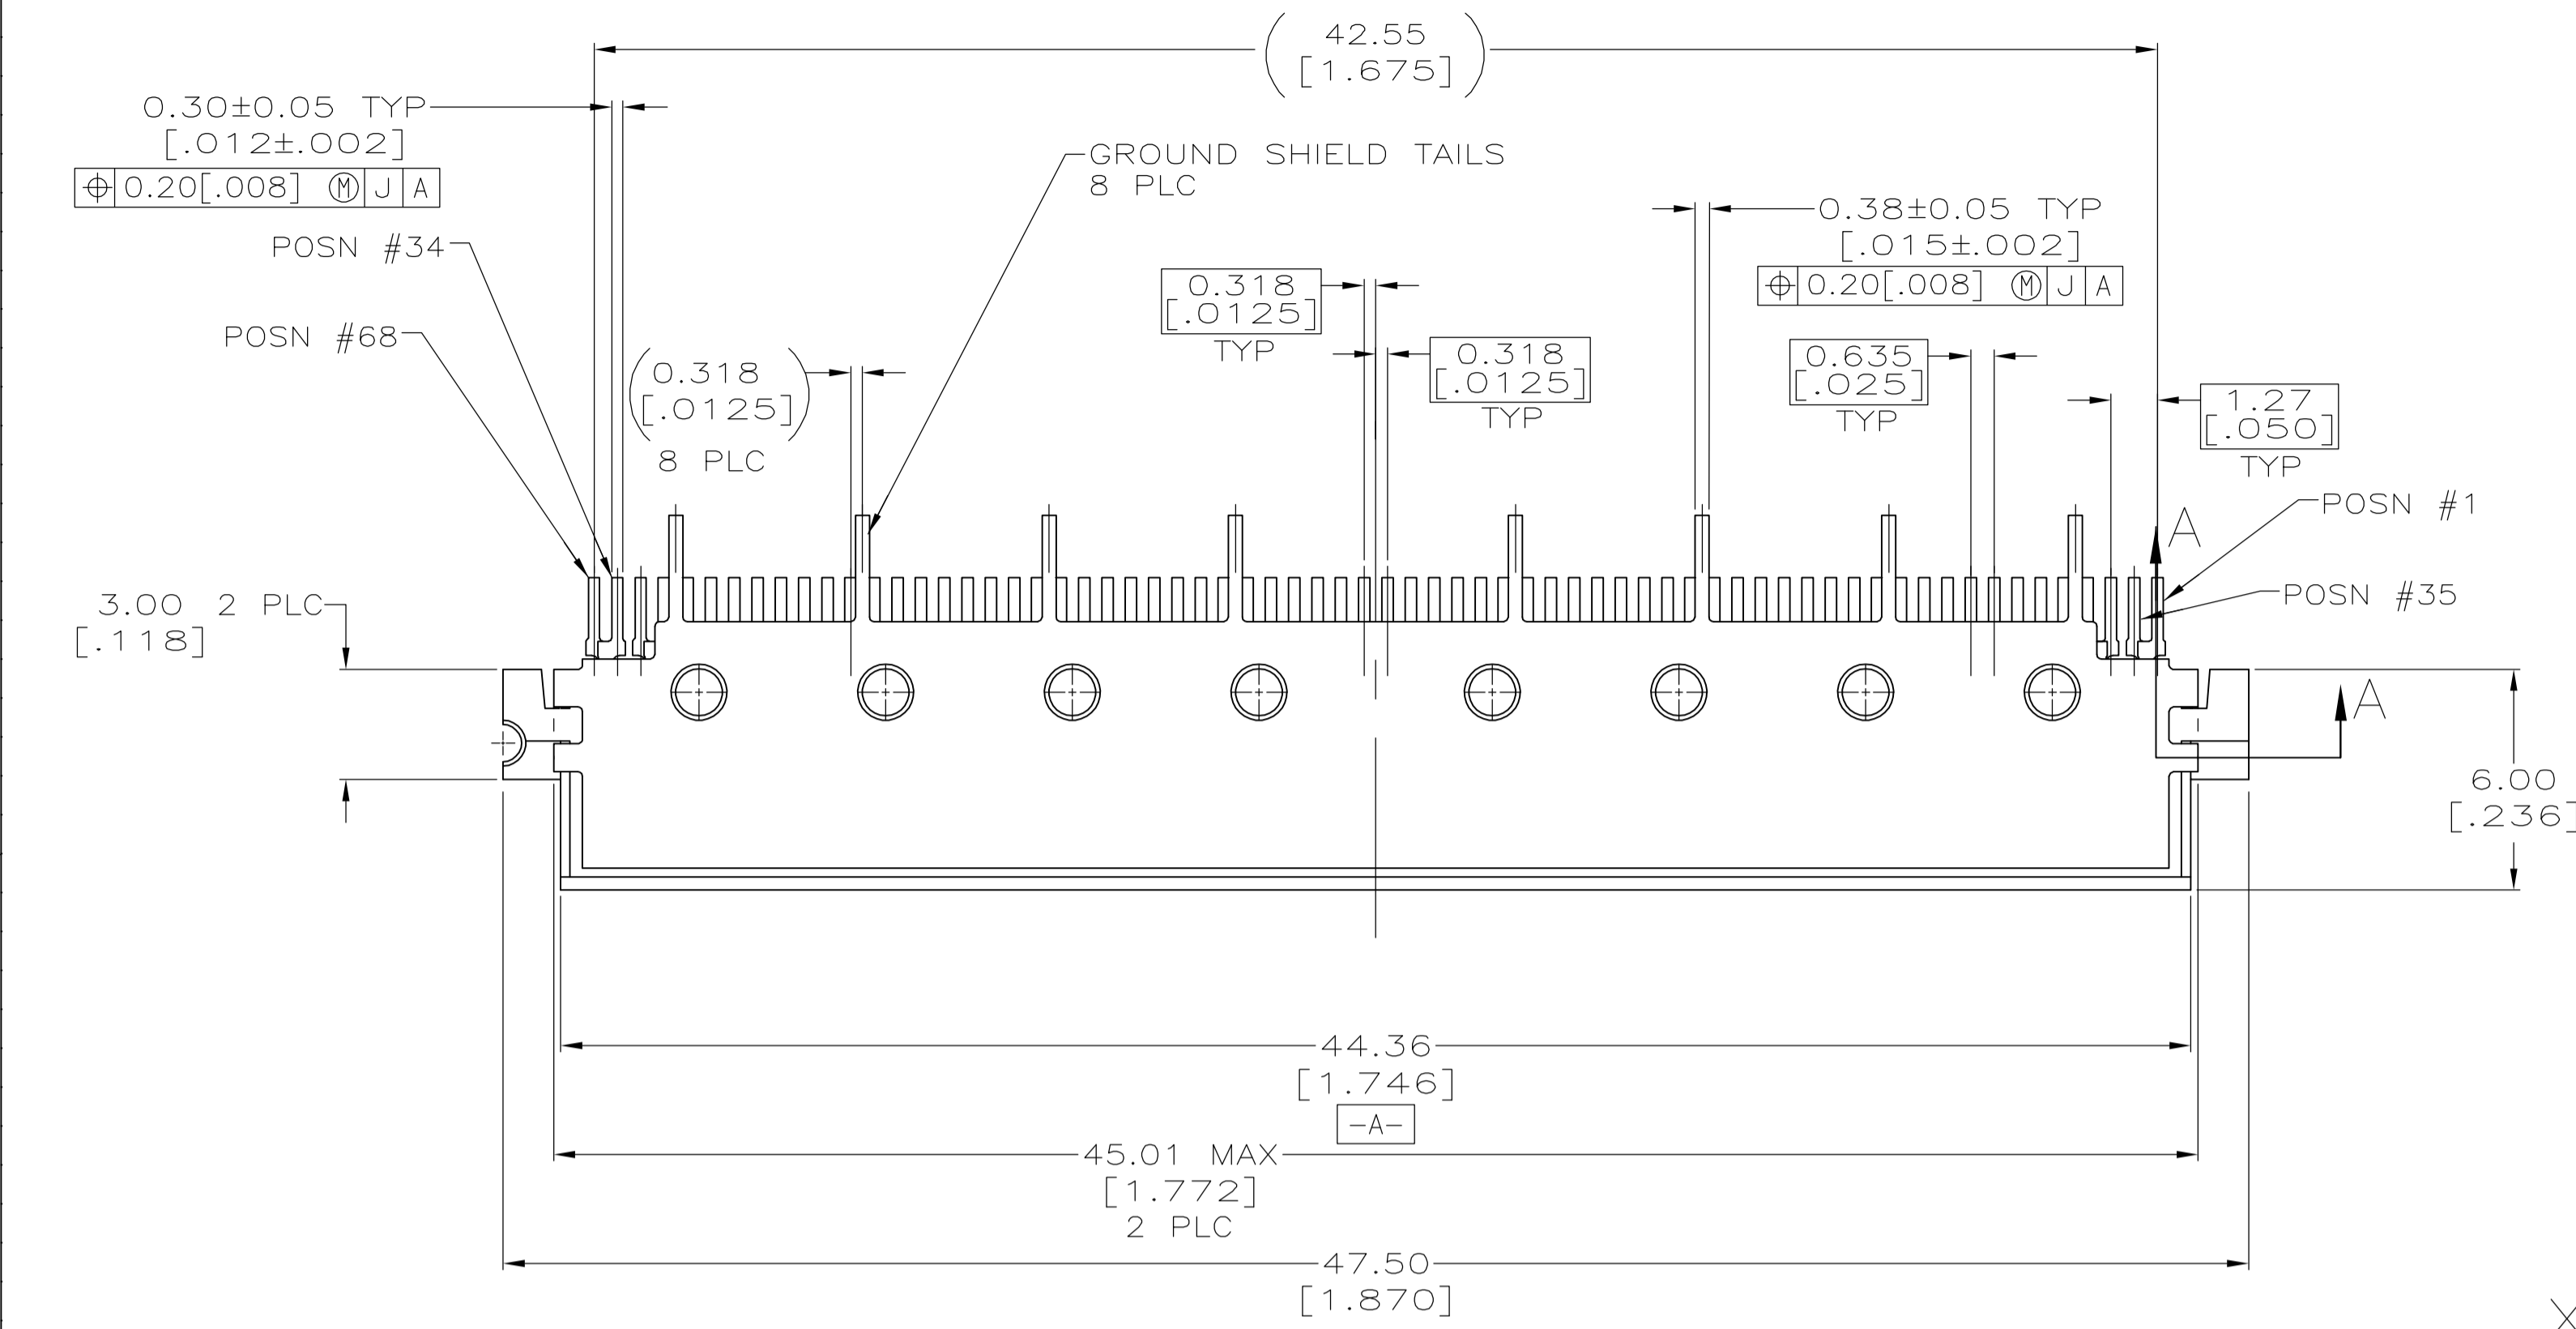 42.55
[1.675]
0.30±0.05 TYP
[.012±.002]
⌖ 0.20[.008] Ⓜ J A
GROUND SHIELD TAILS
8 PLC
POSN #34
0.38±0.05 TYP
[.015±.002]
⌖ 0.20[.008] Ⓜ J A
POSN #68
0.318
[.0125]
TYP
(0.318
[.0125])
8 PLC
0.318
[.0125]
TYP
0.635
[.025]
TYP
1.27
[.050]
TYP
POSN #1
A
POSN #35
3.00 2 PLC
[.118]
A
6.00
[.236]
44.36
[1.746]
-A-
45.01 MAX
[1.772]
2 PLC
47.50
[1.870]